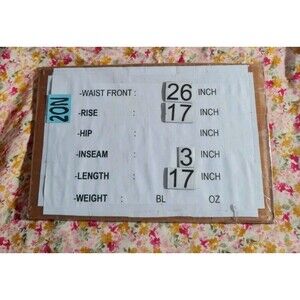 20N
-WAIST FRONT : 26 INCH
-RISE : 17 INCH
-HIP : INCH
-INSEAM : 3 INCH
-LENGTH : 17 INCH
-WEIGHT : BL OZ